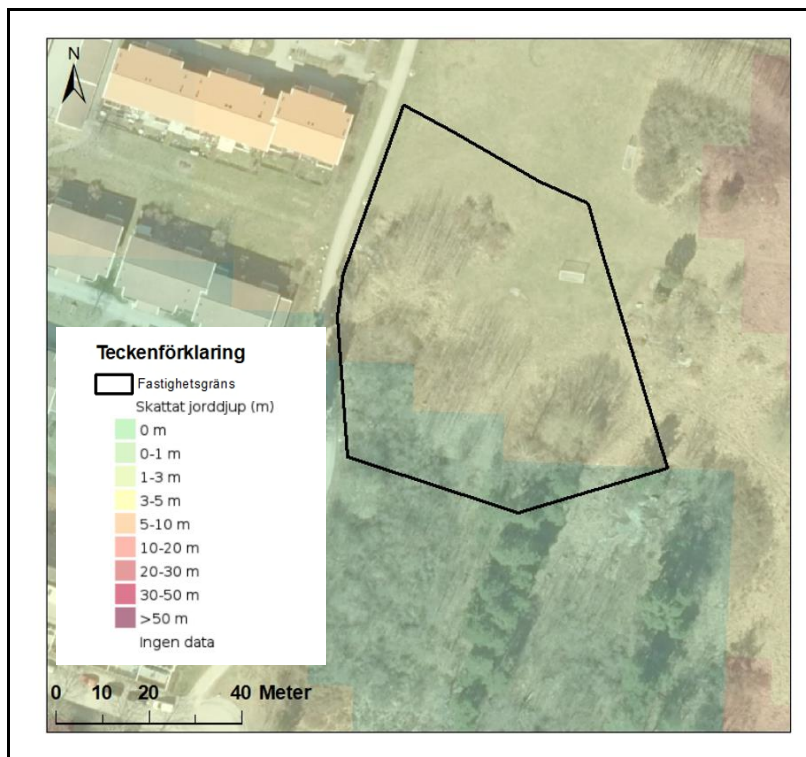 N
Teckenförklaring
Fastighetsgräns
Skattat jorddjup (m)
0 m
0-1 m
1-3 m
3-5 m
5-10 m
10-20 m
20-30 m
30-50 m
>50 m
Ingen data
0 10 20 40 Meter